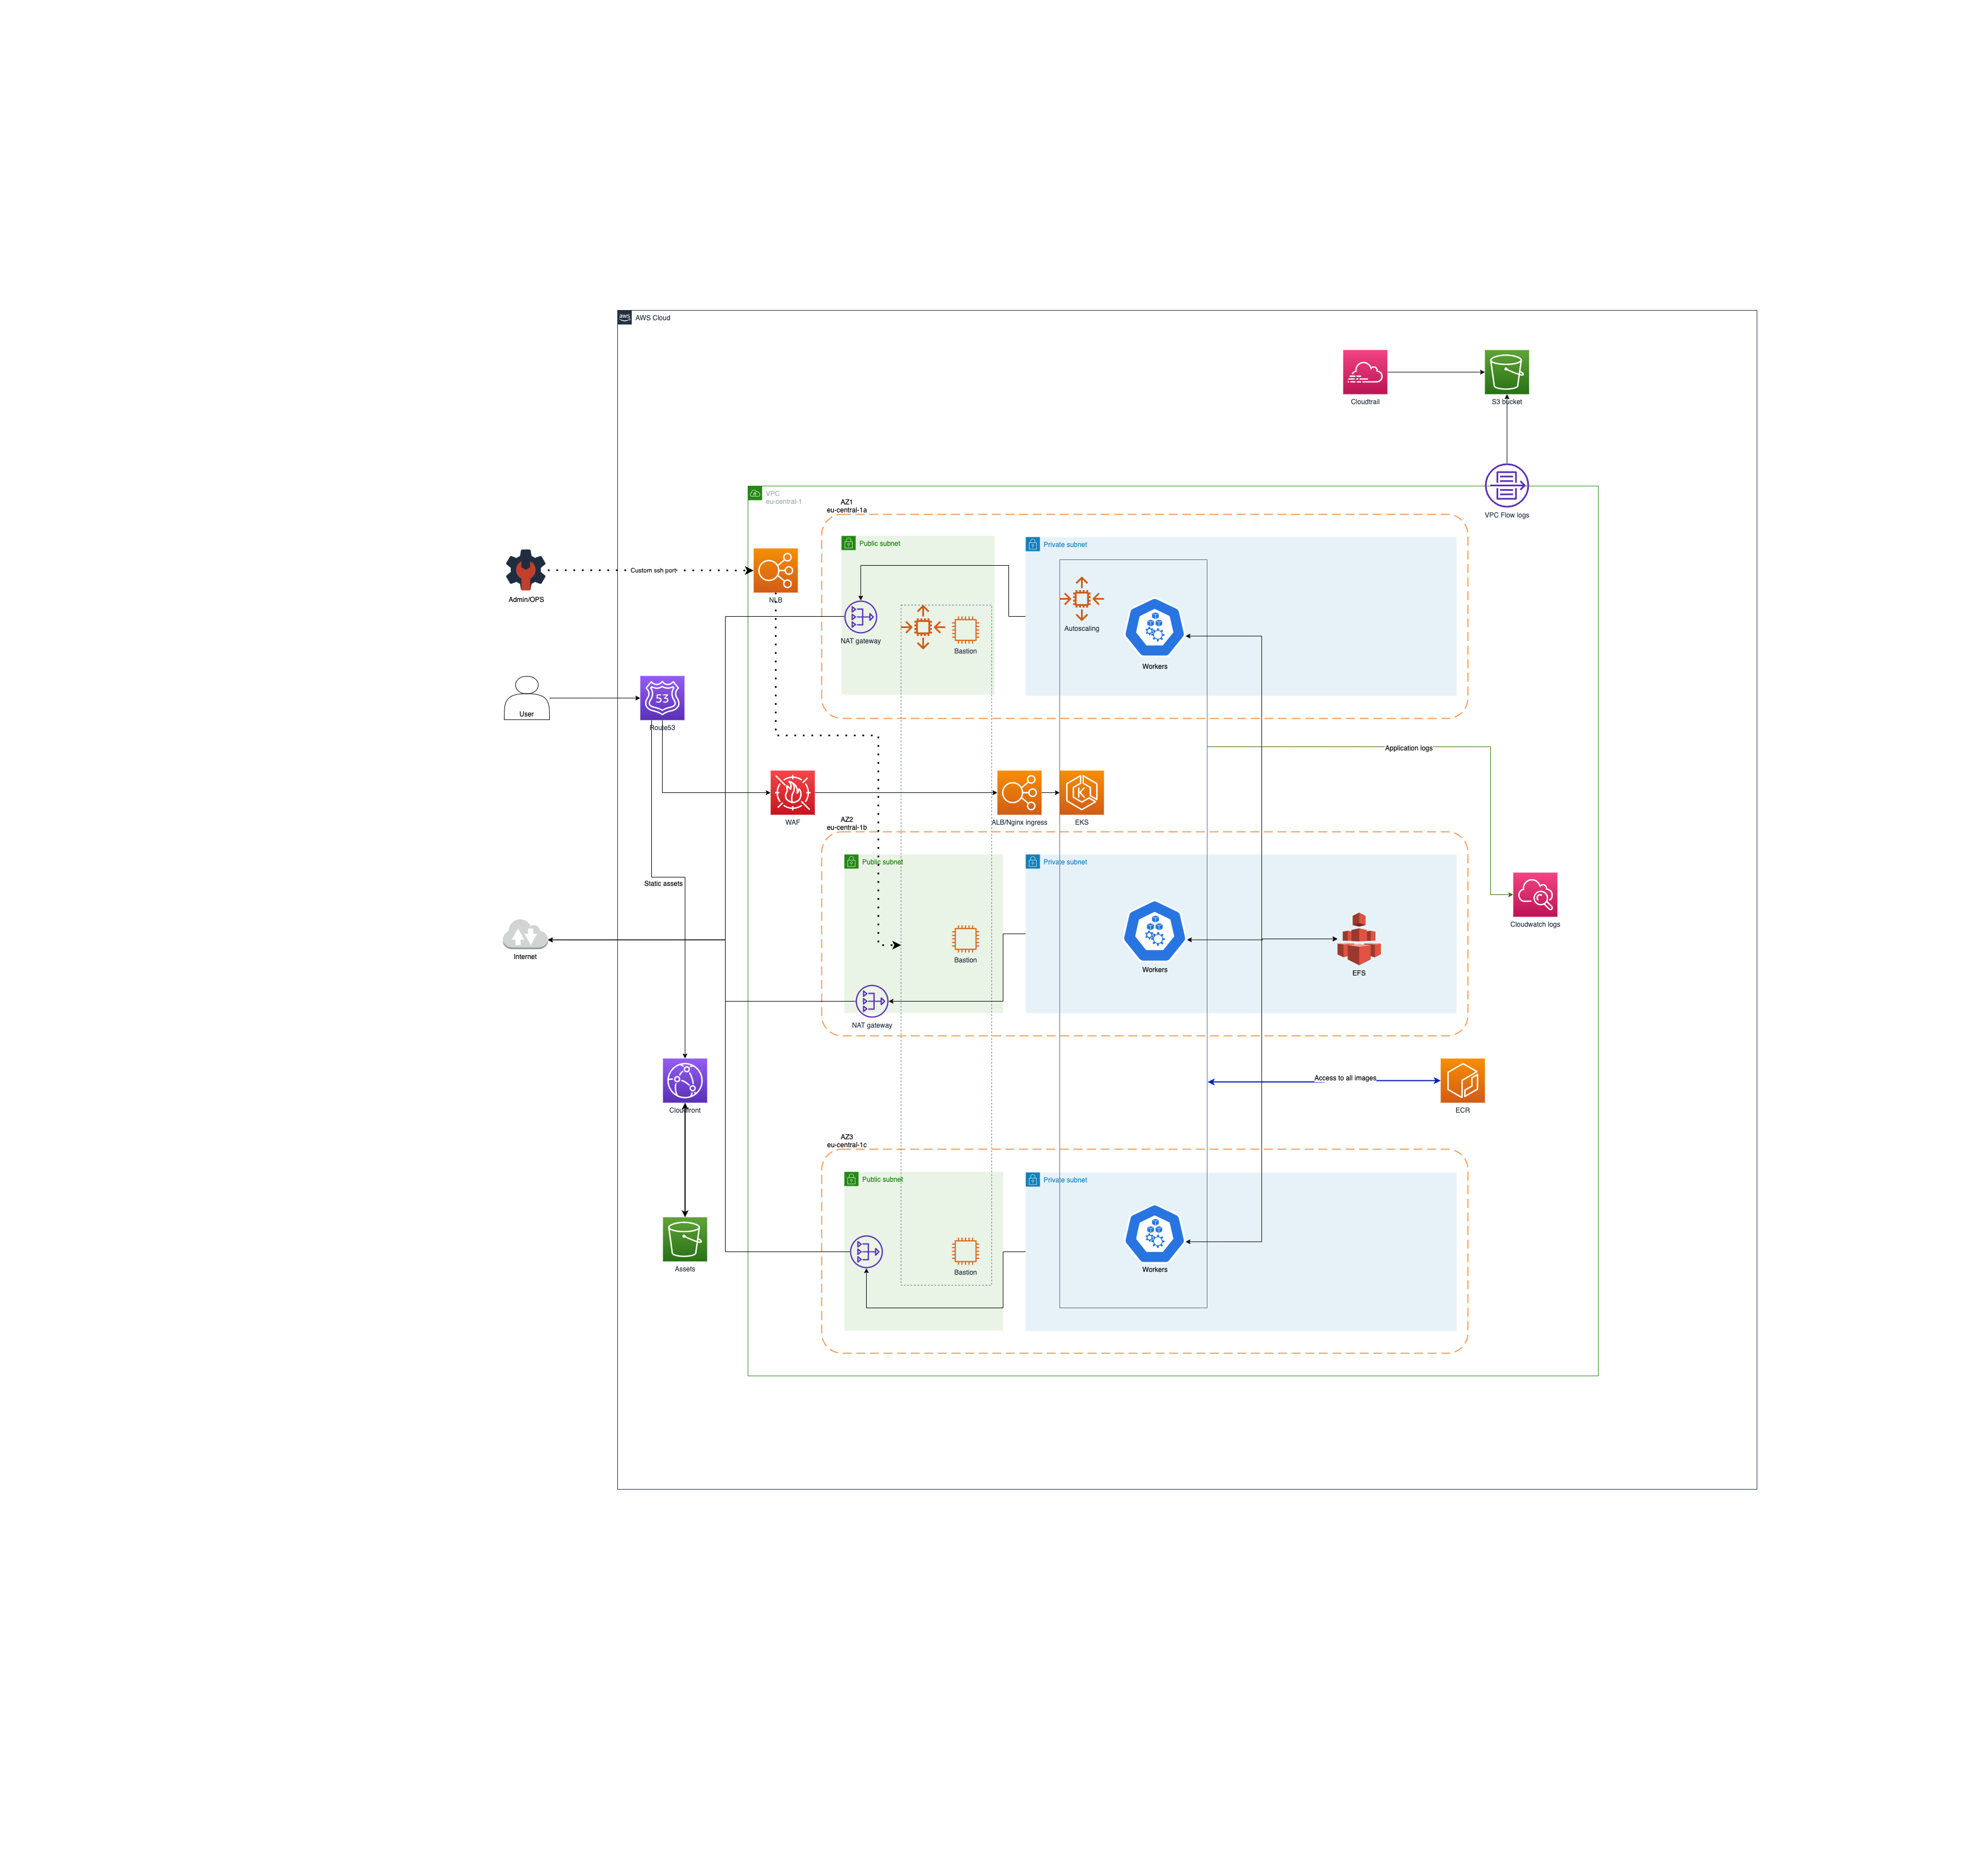 aws
AWS Cloud
Cloudtrail
S3 bucket
VPC
eu-central-1
VPC Flow logs
AZ1
eu-central-1a
Public subnet
Private subnet
Admin/OPS
Custom ssh port
NLB
NAT gateway
Bastion
Autoscaling
Workers
User
53
Route53
Application logs
WAF
ALB/Nginx ingress
K
EKS
AZ2
eu-central-1b
Public subnet
Private subnet
Static assets
Cloudwatch logs
Internet
Bastion
Workers
EFS
NAT gateway
Access to all images
Cloudfront
ECR
AZ3
eu-central-1c
Public subnet
Private subnet
Assets
Bastion
Workers